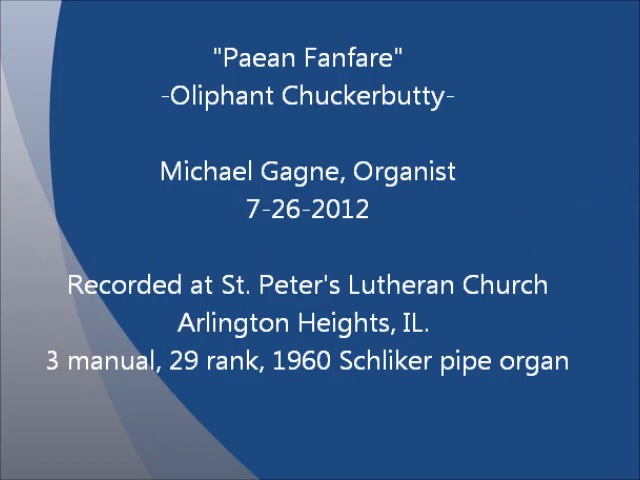 "Paean Fanfare"
-Oliphant Chuckerbutty-
Michael Gagne, Organist
7-26-2012
Recorded at St. Peter's Lutheran Church
Arlington Heights, IL.
3 manual, 29 rank, 1960 Schliker pipe organ